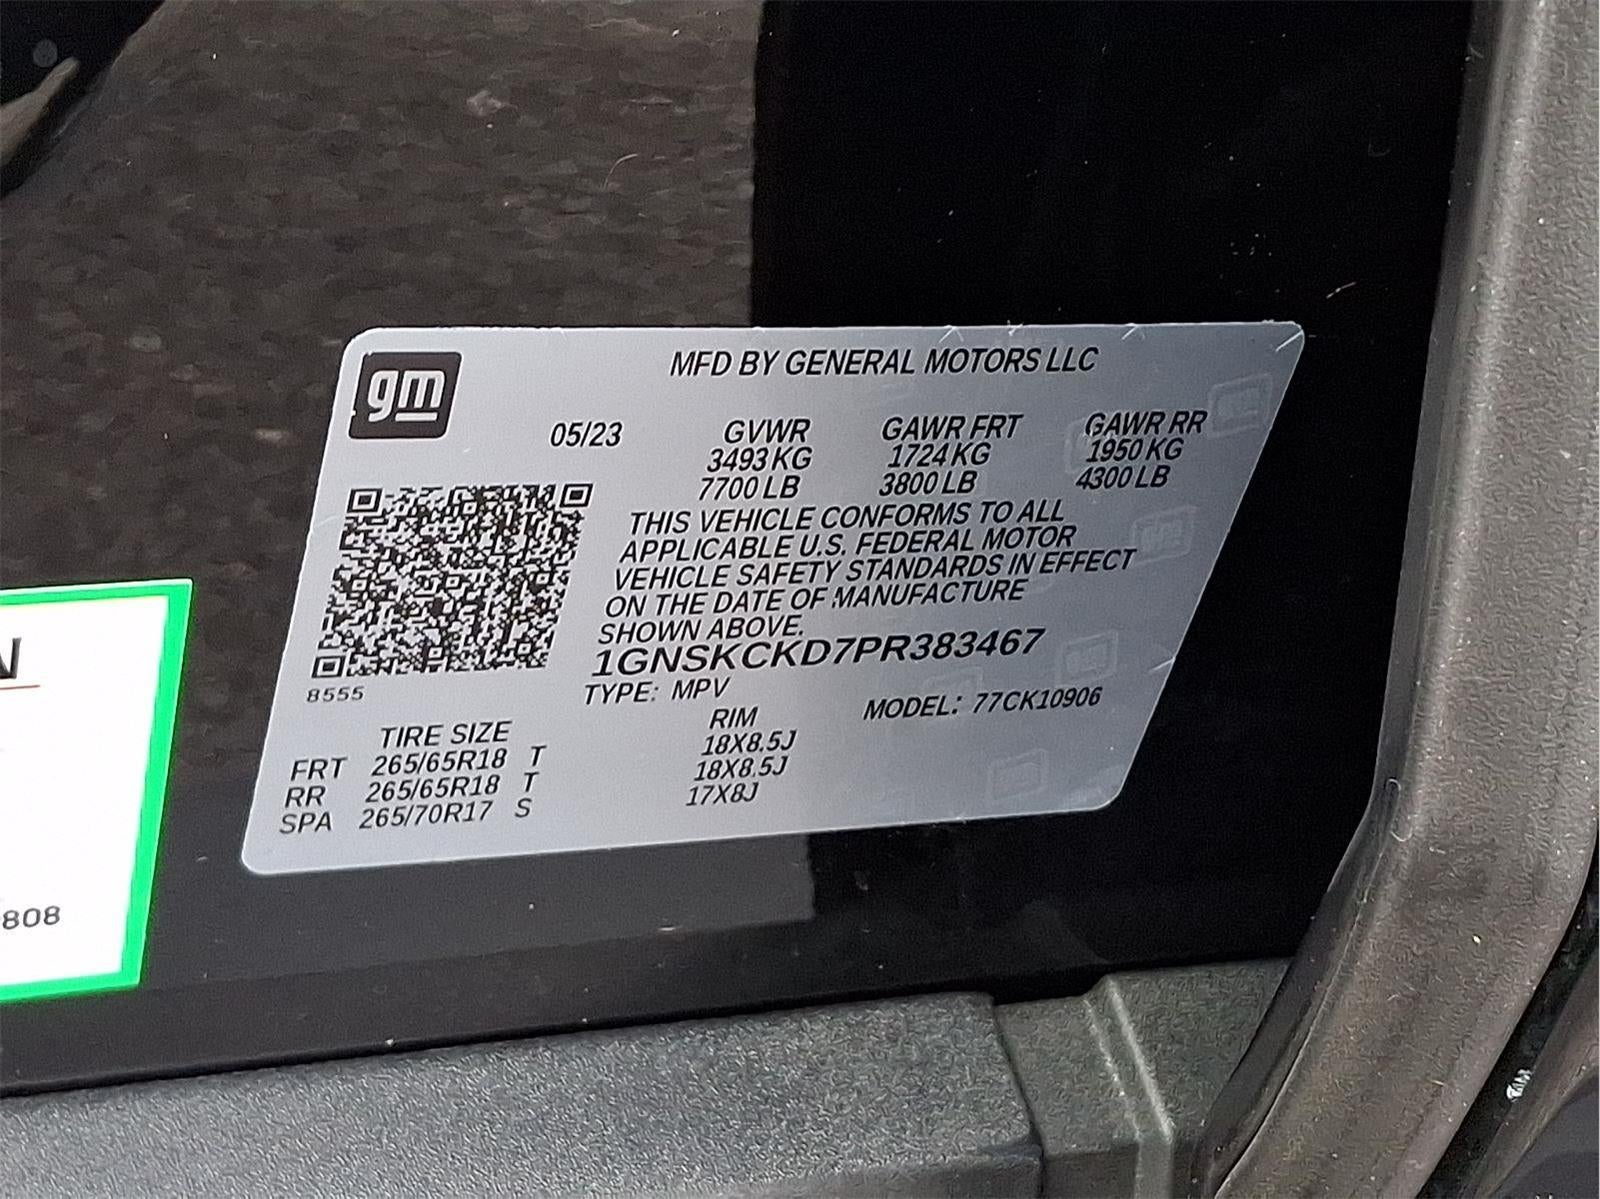 gm
MFD BY GENERAL MOTORS LLC
05/23 GVWR GAWR FRT GAWR RR
3493 KG 1724 KG 1950 KG
7700 LB 3800 LB 4300 LB
THIS VEHICLE CONFORMS TO ALL
APPLICABLE U.S. FEDERAL MOTOR
VEHICLE SAFETY STANDARDS IN EFFECT
ON THE DATE OF MANUFACTURE
SHOWN ABOVE.
1GNSKCKD7PR383467
8555
TYPE: MPV MODEL: 77CK10906
TIRE SIZE RIM
FRT 265/65R18 T 18X8.5J
RR 265/65R18 T 18X8.5J
SPA 265/70R17 S 17X8J
808